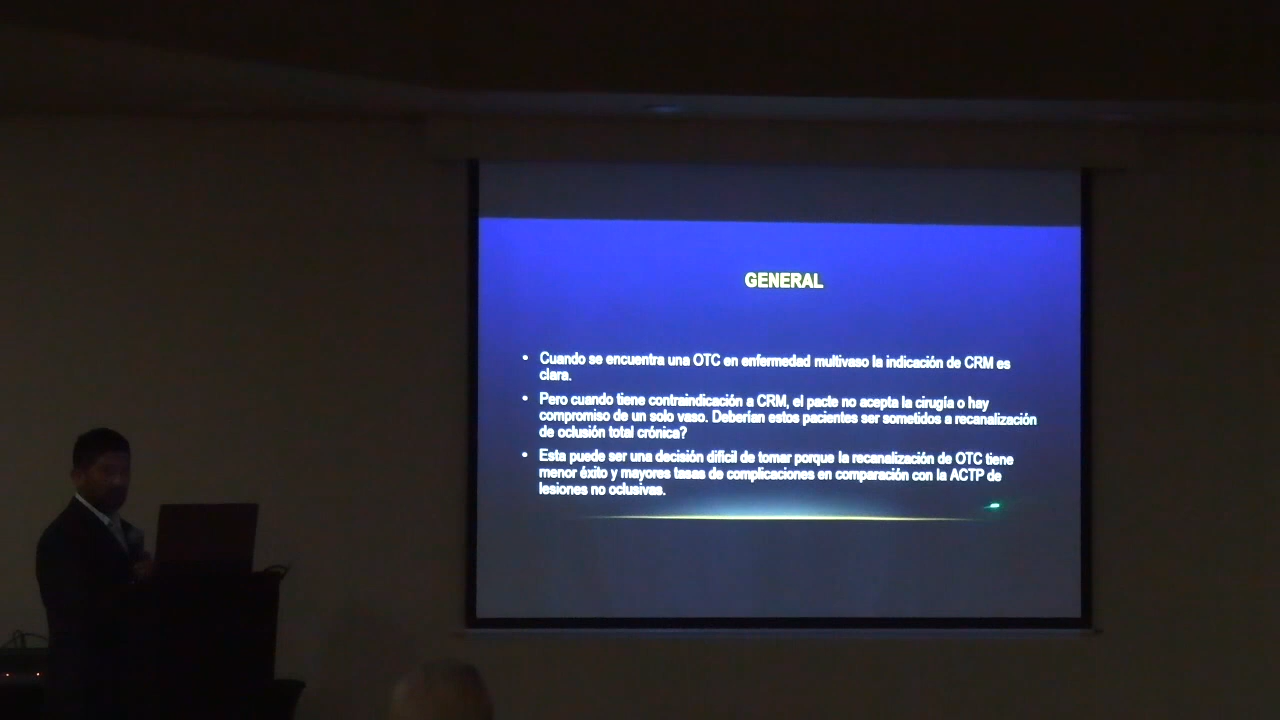 GENERAL
• Cuando se encuentra una OTC en enfermedad multivaso la indicación de CRM es
clara.
• Pero cuando tiene contraindicación a CRM, el pacte no acepta la cirugía o hay
compromiso de un solo vaso. Deberían estos pacientes ser sometidos a recanalización
de oclusión total crónica?
• Esta puede ser una decisión difícil de tomar porque la recanalización de OTC tiene
menor éxito y mayores tasas de complicaciones en comparación con la ACTP de
lesiones no oclusivas.